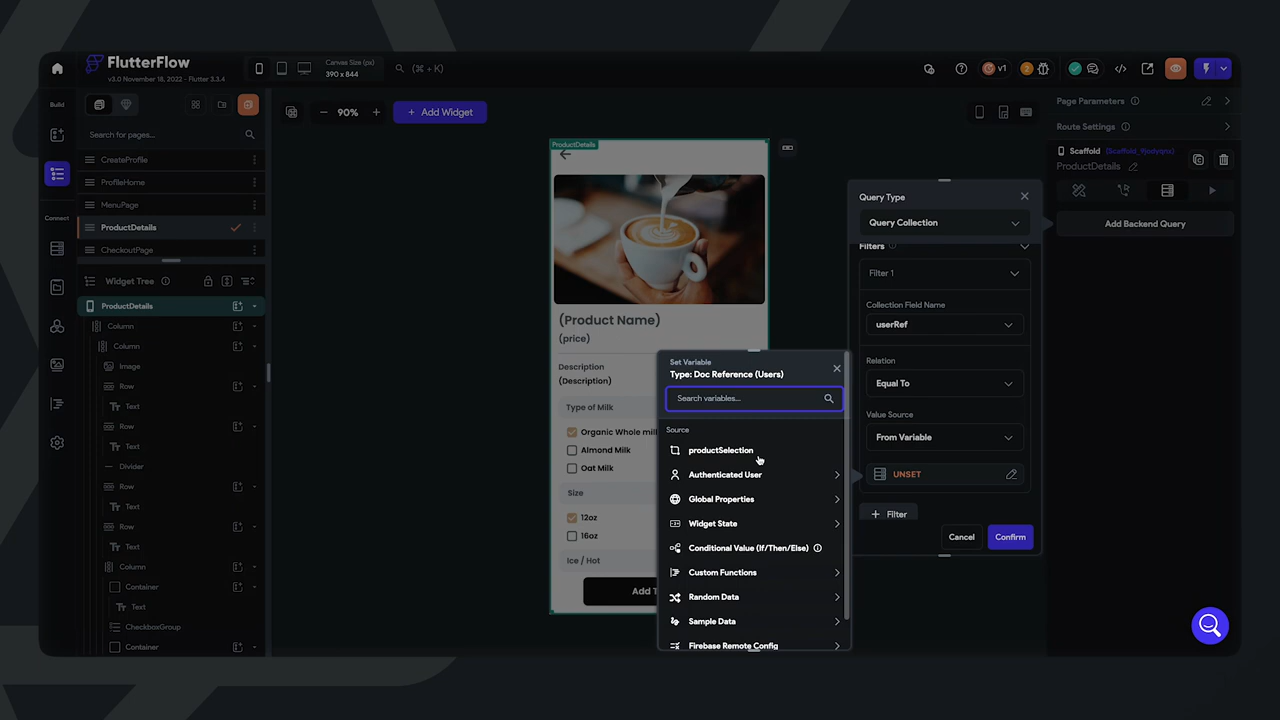 FlutterFlow
v3.0 November 18, 2022 - Flutter 3.3.4
Canvas Size (px)
390 x 844
(⌘ + K)
v1
2
Build
Search for pages...
90%
+ Add Widget
Page Parameters
Route Settings
CreateProfile
ProfileHome
MenuPage
ProductDetails
CheckoutPage
Connect
Scaffold
ProductDetails
Add Backend Query
Widget Tree
ProductDetails
Column
Column
Image
Row
Text
Row
Text
Divider
Row
Text
Row
Text
Column
Container
Text
CheckboxGroup
Container
ProductDetails
(Product Name)
(price)
Description
(Description)
Type of Milk
Organic Whole mil
Almond Milk
Oat Milk
Size
12oz
16oz
Ice / Hot
Add T
Query Type
Query Collection
Filters
Filter 1
Collection Field Name
userRef
Relation
Equal To
Value Source
From Variable
UNSET
+ Filter
Cancel
Confirm
Set Variable
Type: Doc Reference (Users)
Search variables...
Source
productSelection
Authenticated User
Global Properties
Widget State
Conditional Value (If/Then/Else)
Custom Functions
Random Data
Sample Data
Firebase Remote Config